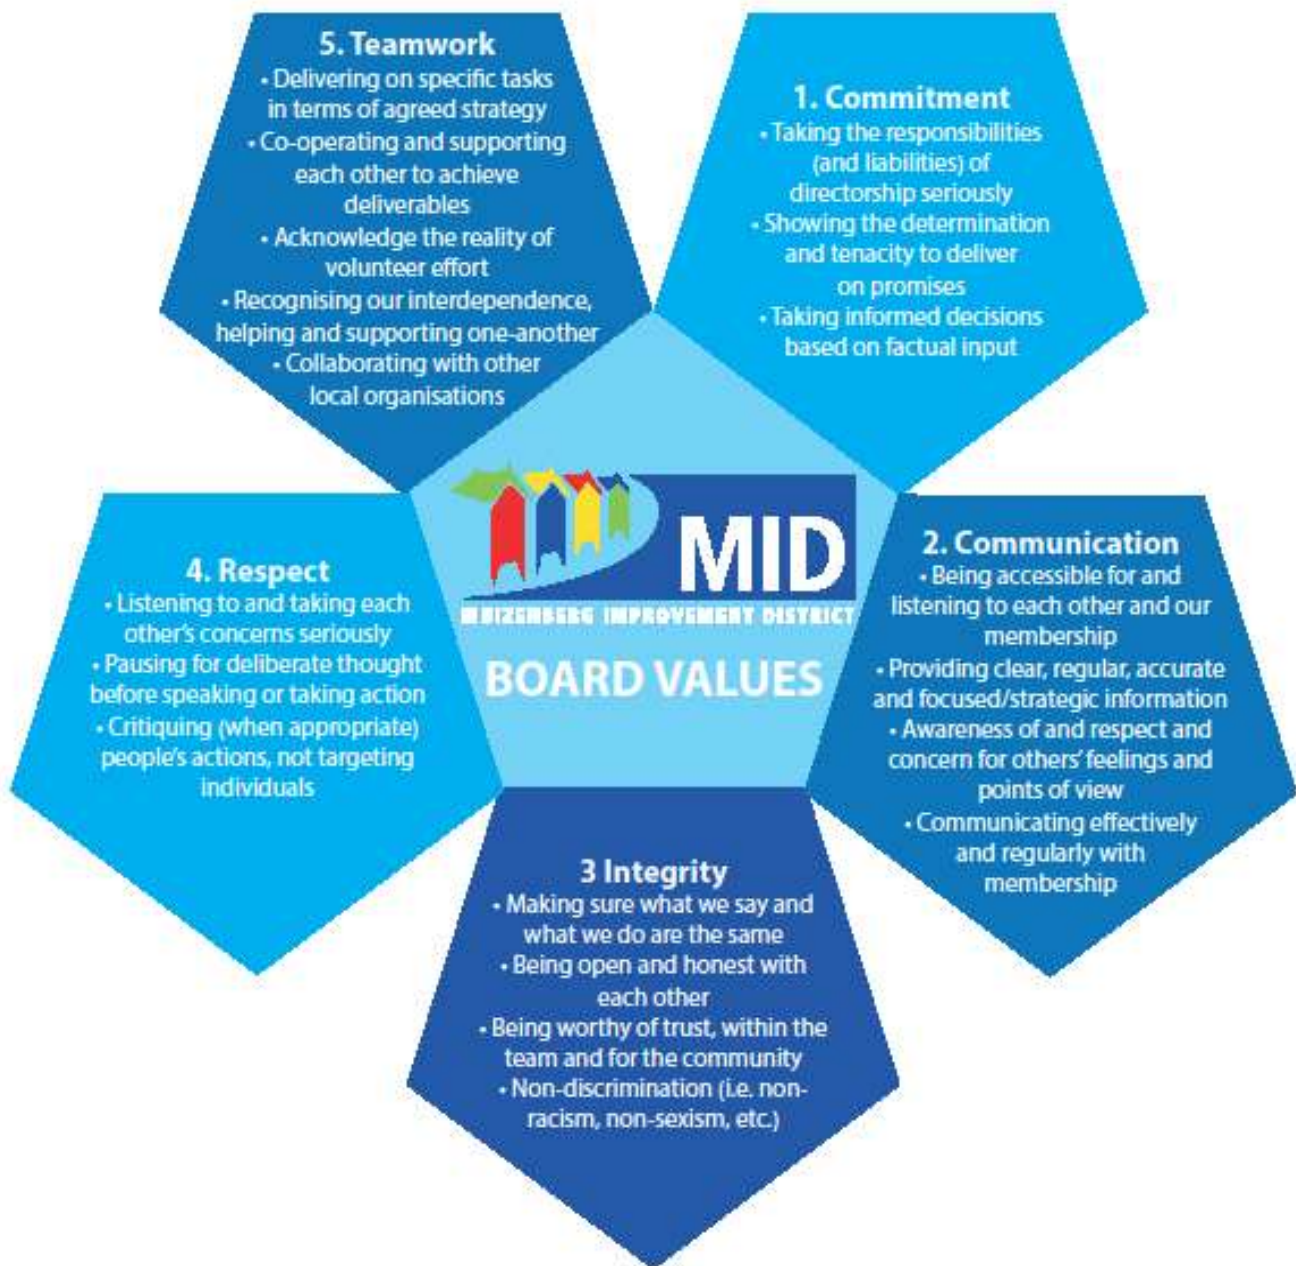 5. Teamwork
• Delivering on specific tasks
in terms of agreed strategy
• Co-operating and supporting
each other to achieve
deliverables
• Acknowledge the reality of
volunteer effort
• Recognising our interdependence,
helping and supporting one-another
• Collaborating with other
local organisations
1. Commitment
• Taking the responsibilities
(and liabilities) of
directorship seriously
• Showing the determination
and tenacity to deliver
on promises
• Taking informed decisions
based on factual input
MID
MUIZENBERG IMPROVEMENT DISTRICT
BOARD VALUES
2. Communication
• Being accessible for and
listening to each other and our
membership
• Providing clear, regular, accurate
and focused/strategic information
• Awareness of and respect and
concern for others' feelings and
points of view
• Communicating effectively
and regularly with
membership
4. Respect
• Listening to and taking each
other's concerns seriously
• Pausing for deliberate thought
before speaking or taking action
• Critiquing (when appropriate)
people's actions, not targeting
individuals
3 Integrity
• Making sure what we say and
what we do are the same
• Being open and honest with
each other
• Being worthy of trust, within the
team and for the community
• Non-discrimination (i.e. non-
racism, non-sexism, etc.)